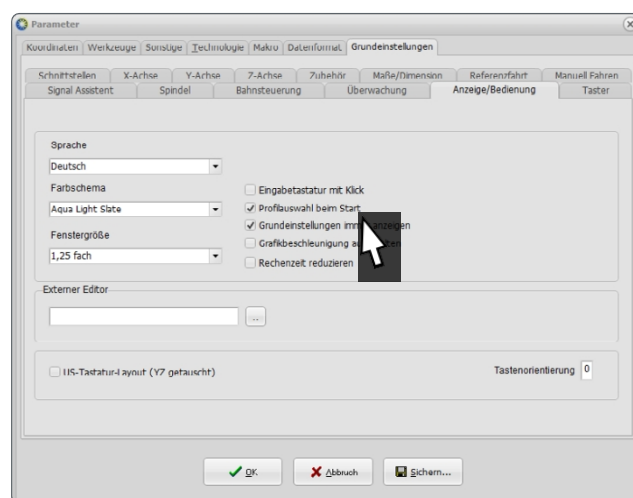 Parameter
Koordinaten Werkzeuge Sonstige Technologie Makro Datenformat Grundeinstellungen
Schnittstellen X-Achse Y-Achse Z-Achse Zubehör Maße/Dimension Referenzfahrt Manuell Fahren
Signal Assistent Spindel Bahnsteuerung Überwachung Anzeige/Bedienung Taster
Sprache
Deutsch
Farbschema
Aqua Light Slate
Fenstergröße
1,25 fach
Eingabetastatur mit Klick
Profilauswahl beim Start
Grundeinstellungen anzeigen
Grafikbeschleunigung
Rechenzeit reduzieren
Externer Editor
...
US-Tastatur-Layout (YZ getauscht)
Tastenorientierung 0
OK
Abbruch
Sichern...